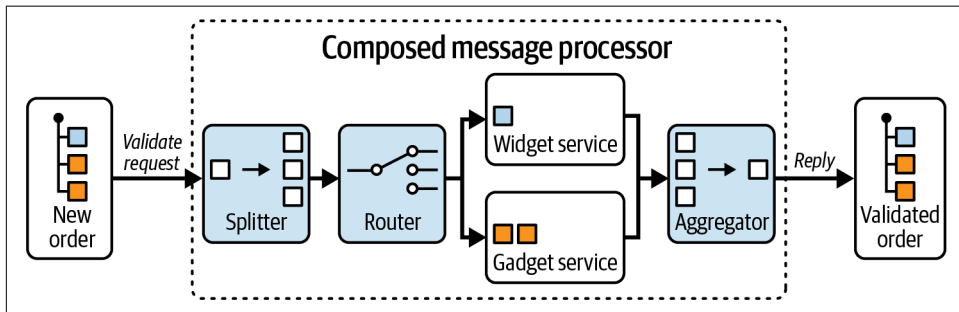 Composed message processor
New
order
Validate
request
Splitter
Router
Widget service
Gadget service
Aggregator
Reply
Validated
order